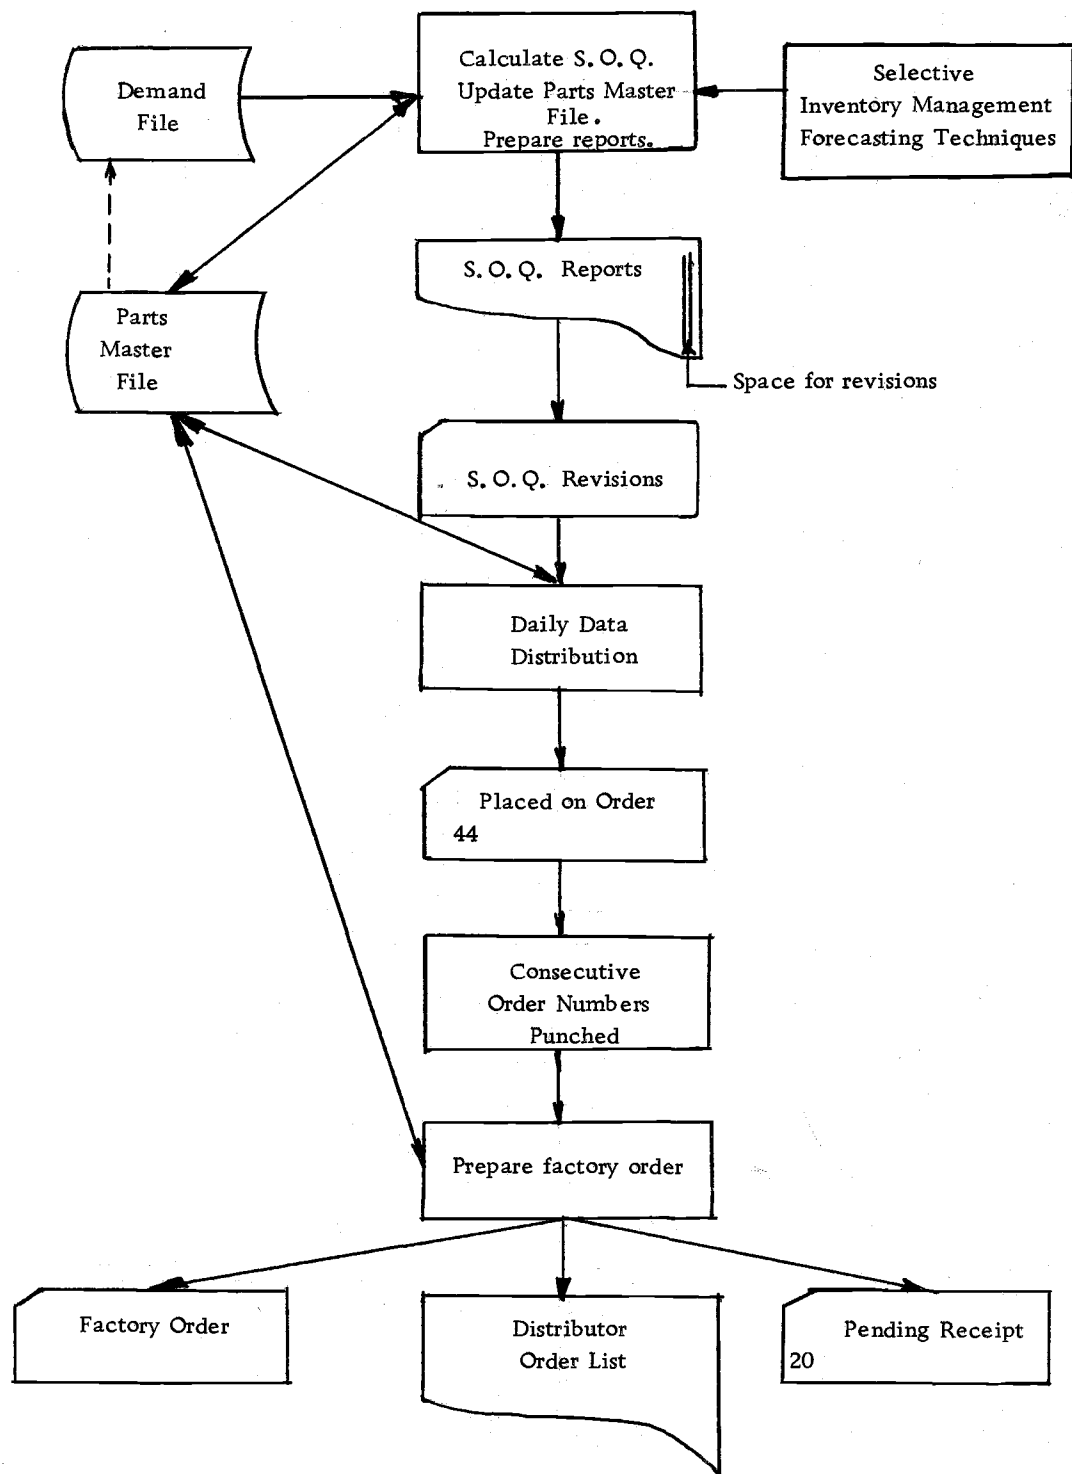 Demand
File
Calculate S.O.Q.
Update Parts Master
File.
Prepare reports.
Selective
Inventory Management
Forecasting Techniques
S.O.Q. Reports
Space for revisions
Parts
Master
File
S.O.Q. Revisions
Daily Data
Distribution
Placed on Order
44
Consecutive
Order Numbers
Punched
Prepare factory order
Factory Order
Distributor
Order List
Pending Receipt
20